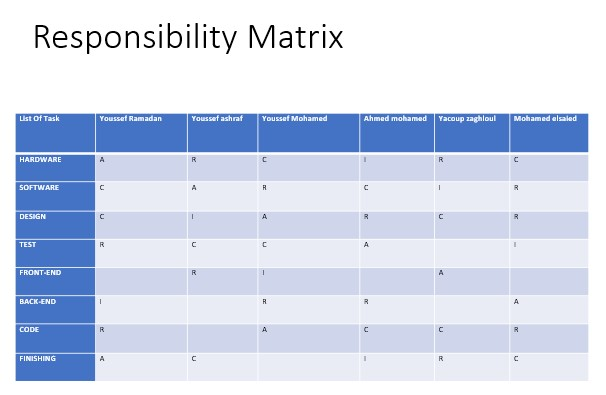 Responsibility Matrix
List Of Task Youssef Ramadan Youssef ashraf Youssef Mohamed Ahmed mohamed Yacoup zaghloul Mohamed elsaied
HARDWARE A R C I R C
SOFTWARE C A R C I R
DESIGN C I A R C R
TEST R C C A I
FRONT-END R I A
BACK-END I R R A
CODE R A C C R
FINISHING A C I R C